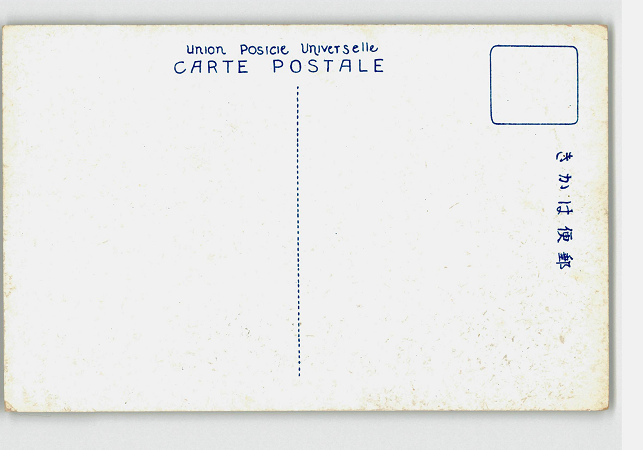 union Posicie Universelle
CARTE POSTALE
郵便はかき